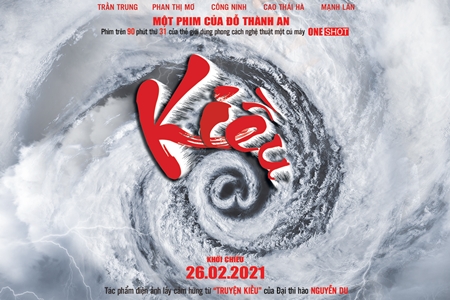 TRẦN TRUNG PHAN THỊ MƠ CÔNG NINH CAO THÁI HÀ MẠNH LÂN
MỘT PHIM CỦA ĐỖ THÀNH AN
Phim trên 90 phút thứ 31 của thế giới dùng phong cách nghệ thuật một cú máy ONE SHOT
Kiều
@
KHỞI CHIẾU
26.02.2021
Tác phẩm điện ảnh lấy cảm hứng từ "TRUYỆN KIỀU" của Đại thi hào NGUYỄN DU